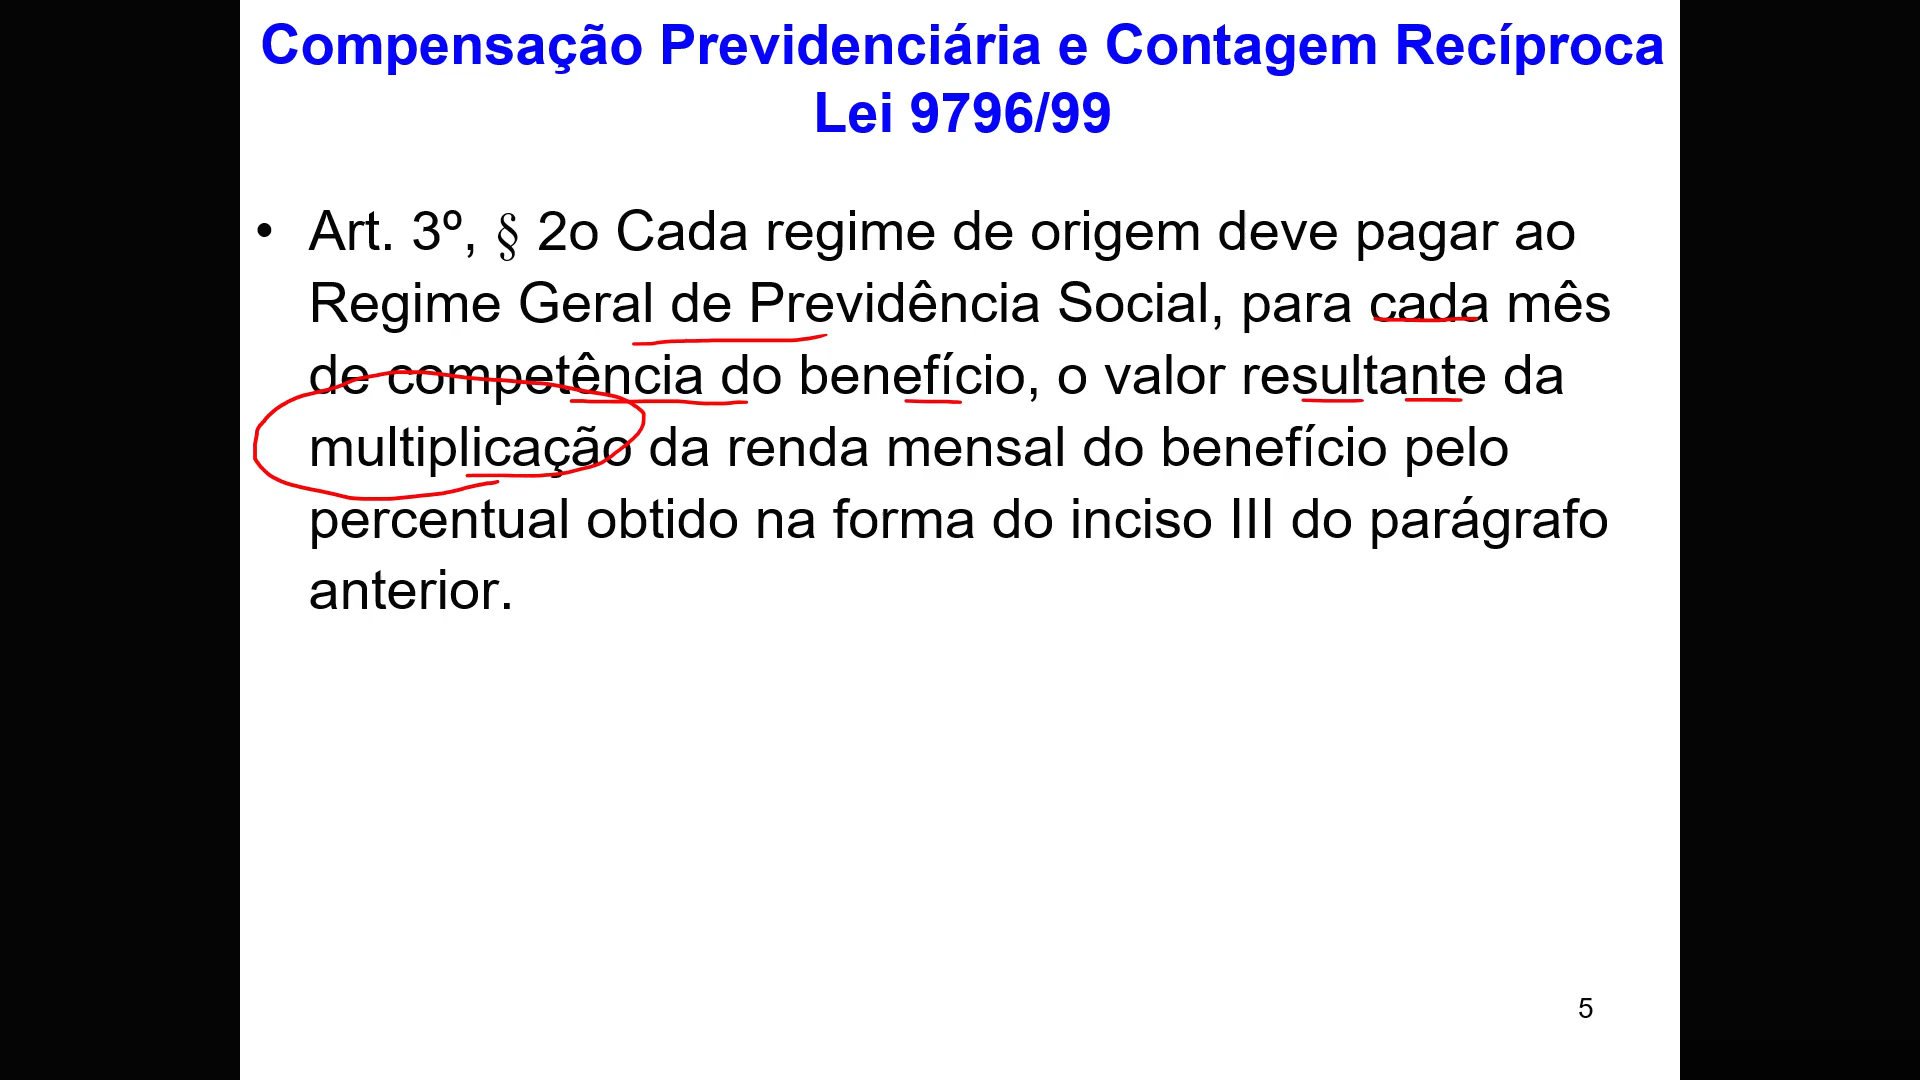 Compensação Previdenciária e Contagem Recíproca
Lei 9796/99
• Art. 3º, § 2o Cada regime de origem deve pagar ao
Regime Geral de Previdência Social, para cada mês
de competência do benefício, o valor resultante da
multiplicação da renda mensal do benefício pelo
percentual obtido na forma do inciso III do parágrafo
anterior.
5